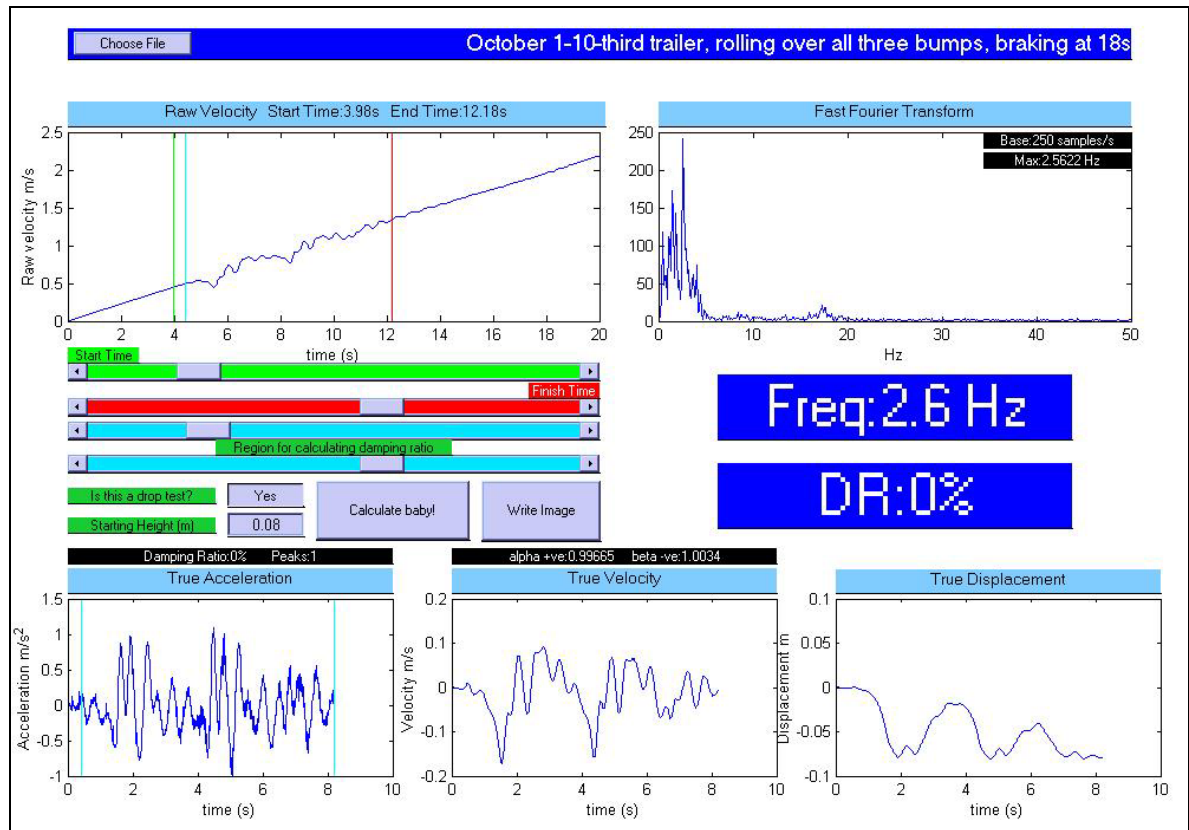 Choose File
October 1-10-third trailer, rolling over all three bumps, braking at 18s
Raw Velocity Start Time:3.98s End Time:12.18s
Raw velocity m/s
2.5
2
1.5
1
0.5
0
0 2 4 6 8 10 12 14 16 18 20
time (s)
Fast Fourier Transform
Base:250 samples/s
Max:2.5622 Hz
250
200
150
100
50
0
0 10 20 30 40 50
Hz
Start Time
Finish Time
Region for calculating damping ratio
Is this a drop test? Yes
Starting Height (m) 0.08
Calculate baby!
Write Image
Freq:2.6 Hz
DR:0%
Damping Ratio:0% Peaks:1
True Acceleration
Acceleration m/s²
1.5
1
0.5
0
-0.5
-1
0 2 4 6 8 10
time (s)
alpha +ve:0.99665 beta -ve:1.0034
True Velocity
Velocity m/s
0.2
0.1
0
-0.1
-0.2
0 2 4 6 8 10
time (s)
True Displacement
Displacement m
0.1
0.05
0
-0.05
-0.1
0 2 4 6 8 10
time (s)